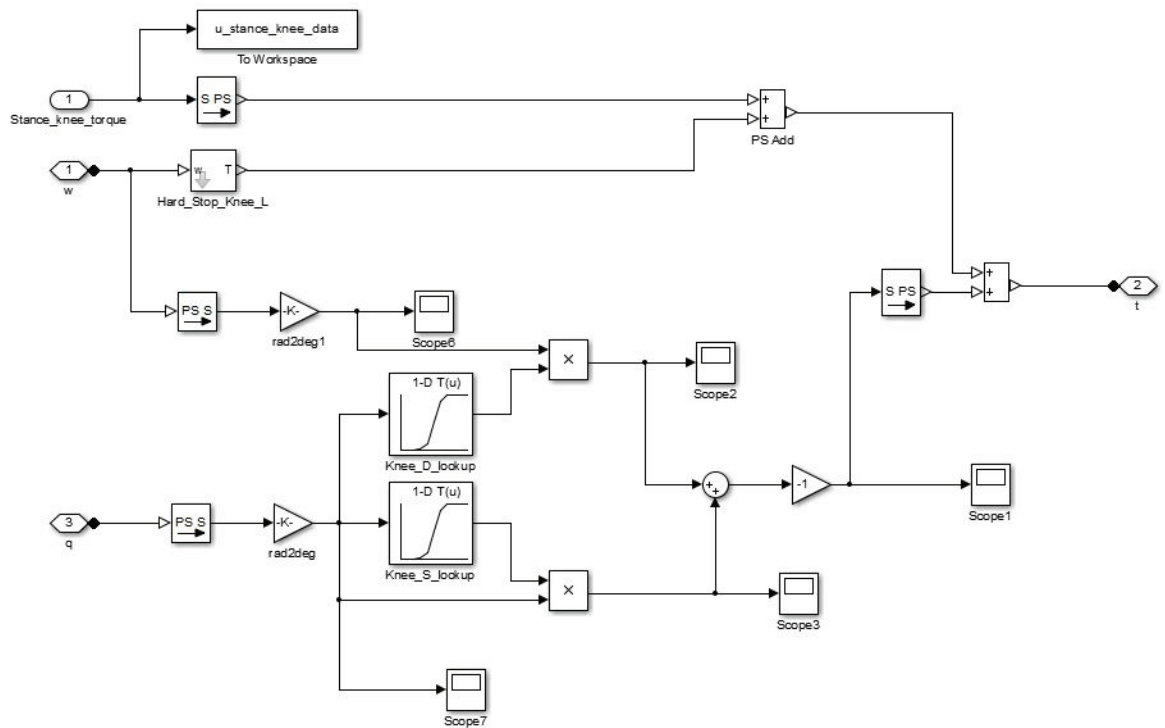 u_stance_knee_data
To Workspace
1
S PS
Stance_knee_torque
+
+
PS Add
1
w
w T
Hard_Stop_Knee_L
S PS
+
+
2
t
PS S
-K-
rad2deg1
Scope6
×
Scope2
1-D T(u)
Knee_D_lookup
1-D T(u)
Knee_S_lookup
+
+
-1
Scope1
3
q
PS S
-K-
rad2deg
×
Scope3
Scope7